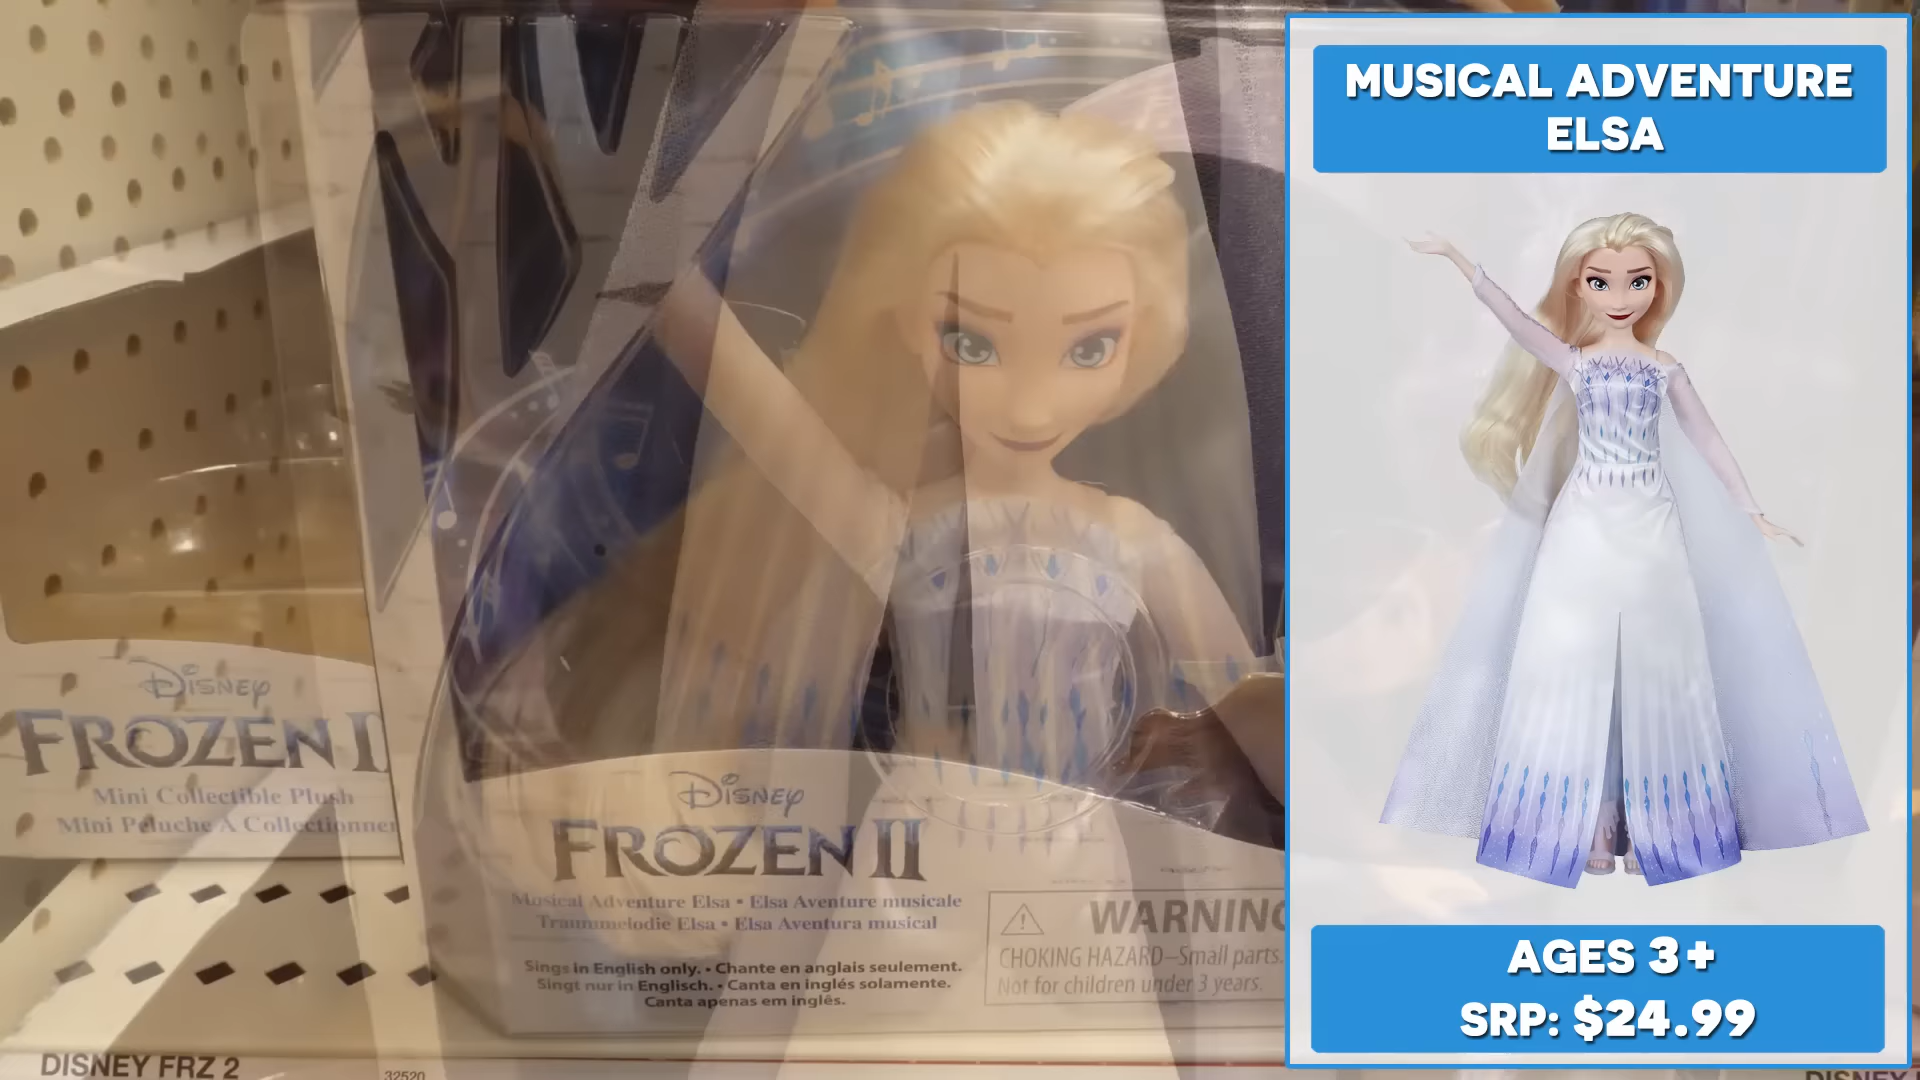 MUSICAL ADVENTURE
ELSA
DISNEY
FROZEN I
Mini Collectible Plush
Mini Peluche À Collectionner
DISNEY
FROZEN II
Musical Adventure Elsa • Elsa Aventure musicale
Traummelodie Elsa • Elsa Aventura musical
Sings in English only. • Chante en anglais seulement.
Singt nur in Englisch. • Canta en inglés solamente.
Canta apenas em inglês.
WARNING
CHOKING HAZARD–Small parts.
Not for children under 3 years.
AGES 3+
SRP: $24.99
DISNEY FRZ 2
32520
DISNEY